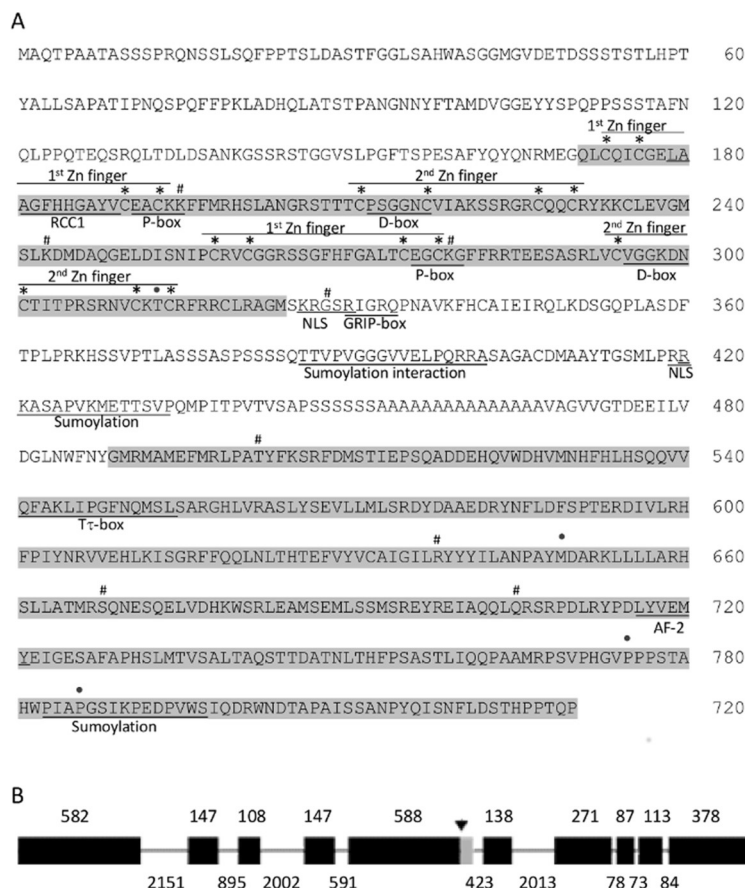 A
MAQTPAATASSSSPRQNSSLSQFPPTSLDASTFGGLSAHWASGGMGVDETDSSSTSTLHPT 60
YALLSAPATIPNQSPQFFPKLADHQLATSTPANGNNYFTAMDVGGEYYSPQPPSSSTAFN 120
1st Zn finger
* *
QLPPQTEQSRQLTDLDSANKGSSRSTGGVSLPGFTSPESAFYQYQNRMEGQLCQICGELA 180
1st Zn finger 2nd Zn finger
* * # * * * *
AGFHHGAYVCEACKKFFMRHSLANGRSTTTCPSGGNCVIAKSSRGRCQQCRYKKCLEVGM 240
RCC1 P-box D-box
# 1st Zn finger 2nd Zn
* * * * # *
SLKDMADQGELDISNIPCRVCGGRSSGFHFGALTCEGCKGFFRRTEESASRLVCVGGKDN 300
P-box D-box
2nd Zn finger
* * • * #
CTITPRSRNVCKTCRFRRCLRAGMSKRGSRIGRQPNAVKFHCAIEIRQLKDSGQPLASDF 360
NLS GRIP-box
TPLPRKHSSVPTLASSSASPSSSSQTTVPVGGGVVELPQRRASAGACDMAAYTGSMLPRR 420
Sumoylation interaction NLS
KASAPVKMETTSVPQMPITPVTVSAPSSSSSSAAAAAAAAAAAAAAAVAGVVGTDEEILV 480
Sumoylation
#
DGLNWFNYGMRMAMEFMRLPATYFKSRFDMSTIEPSQADDEHQVWDHVMNHFHLHSQQVV 540
QFAKLIPGFNQMSLSARGHLVRASLYSEVLLMLSRDYDAAEDRYNFLDFSPTERDIVLRH 600
Tτ-box
# •
FPIYNRVVEHLKISGRFFQQLNLTHTEFVYVCAIGILRYYYILANPAYMDARKLLLLARH 660
# #
SLLATMRSQNESQELVDHKWSRLEAMSEMLSSMSREYREIAQQLQRSRPDLRYPDLYVEM 720
AF-2
•
YEIGESAFAPHSLMTVSALTAQSTTDATNLTHFPSASTLIQQPAAMRPSVPHGVPPPSTA 780
•
HWPIAPGSIKPEDPVWSIQDRWNDTAPAISSANPYQISNFLDSTHPPTQP 720
Sumoylation
B
582 147 108 147 588 138 271 87 113 378
2151 895 2002 591 423 2013 78 73 84